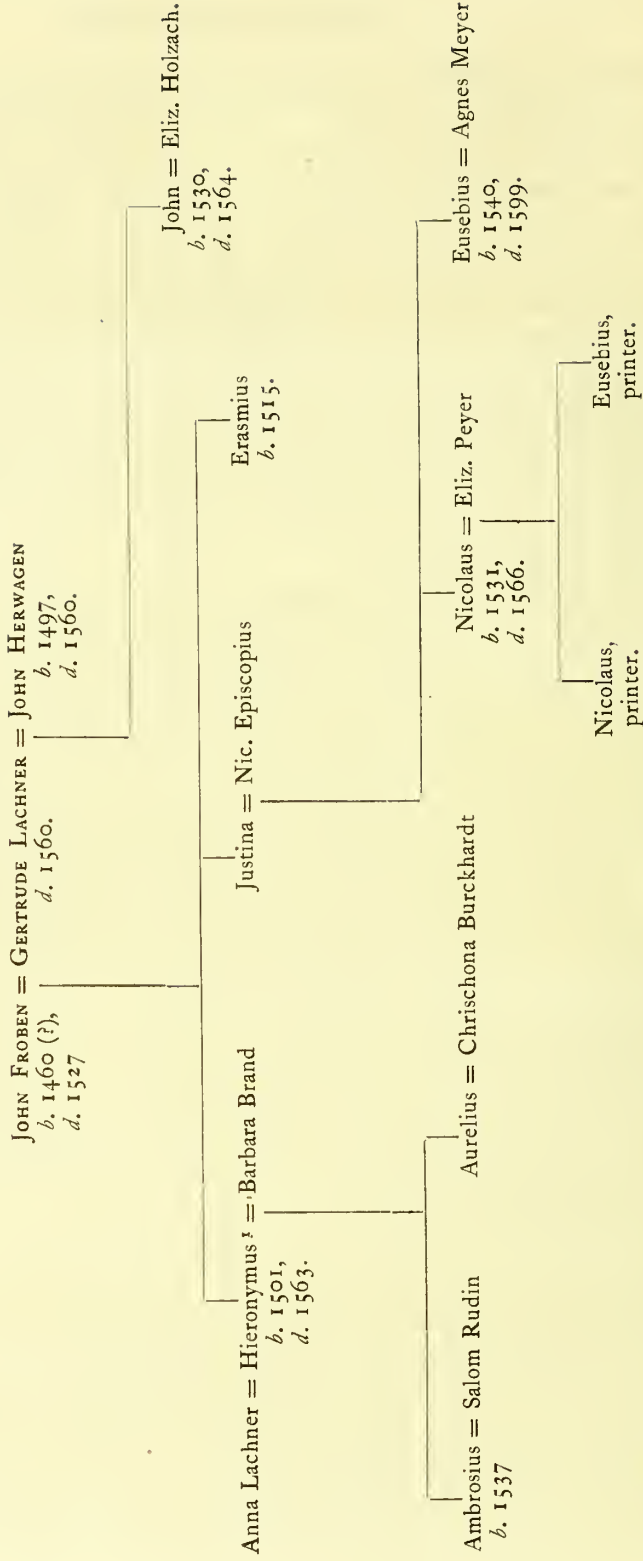 JOHN FROBEN = GERTRUDE LACHNER = JOHN HERWAGEN
b. 1460 (?),
d. 1527
d. 1560.
b. 1497,
d. 1560.
Anna Lachner = Hieronymus ¹ = Barbara Brand
b. 1501,
d. 1563.
Justina = Nic. Episcopius
Erasmius
b. 1515.
John = Eliz. Holzach.
b. 1530,
d. 1564.
Ambrosius = Salom Rudin
b. 1537
Aurelius = Chrischona Burckhardt
Nicolaus = Eliz. Peyer
b. 1531,
d. 1566.
Eusebius = Agnes Meyer
b. 1540,
d. 1599.
Nicolaus,
printer.
Eusebius,
printer.